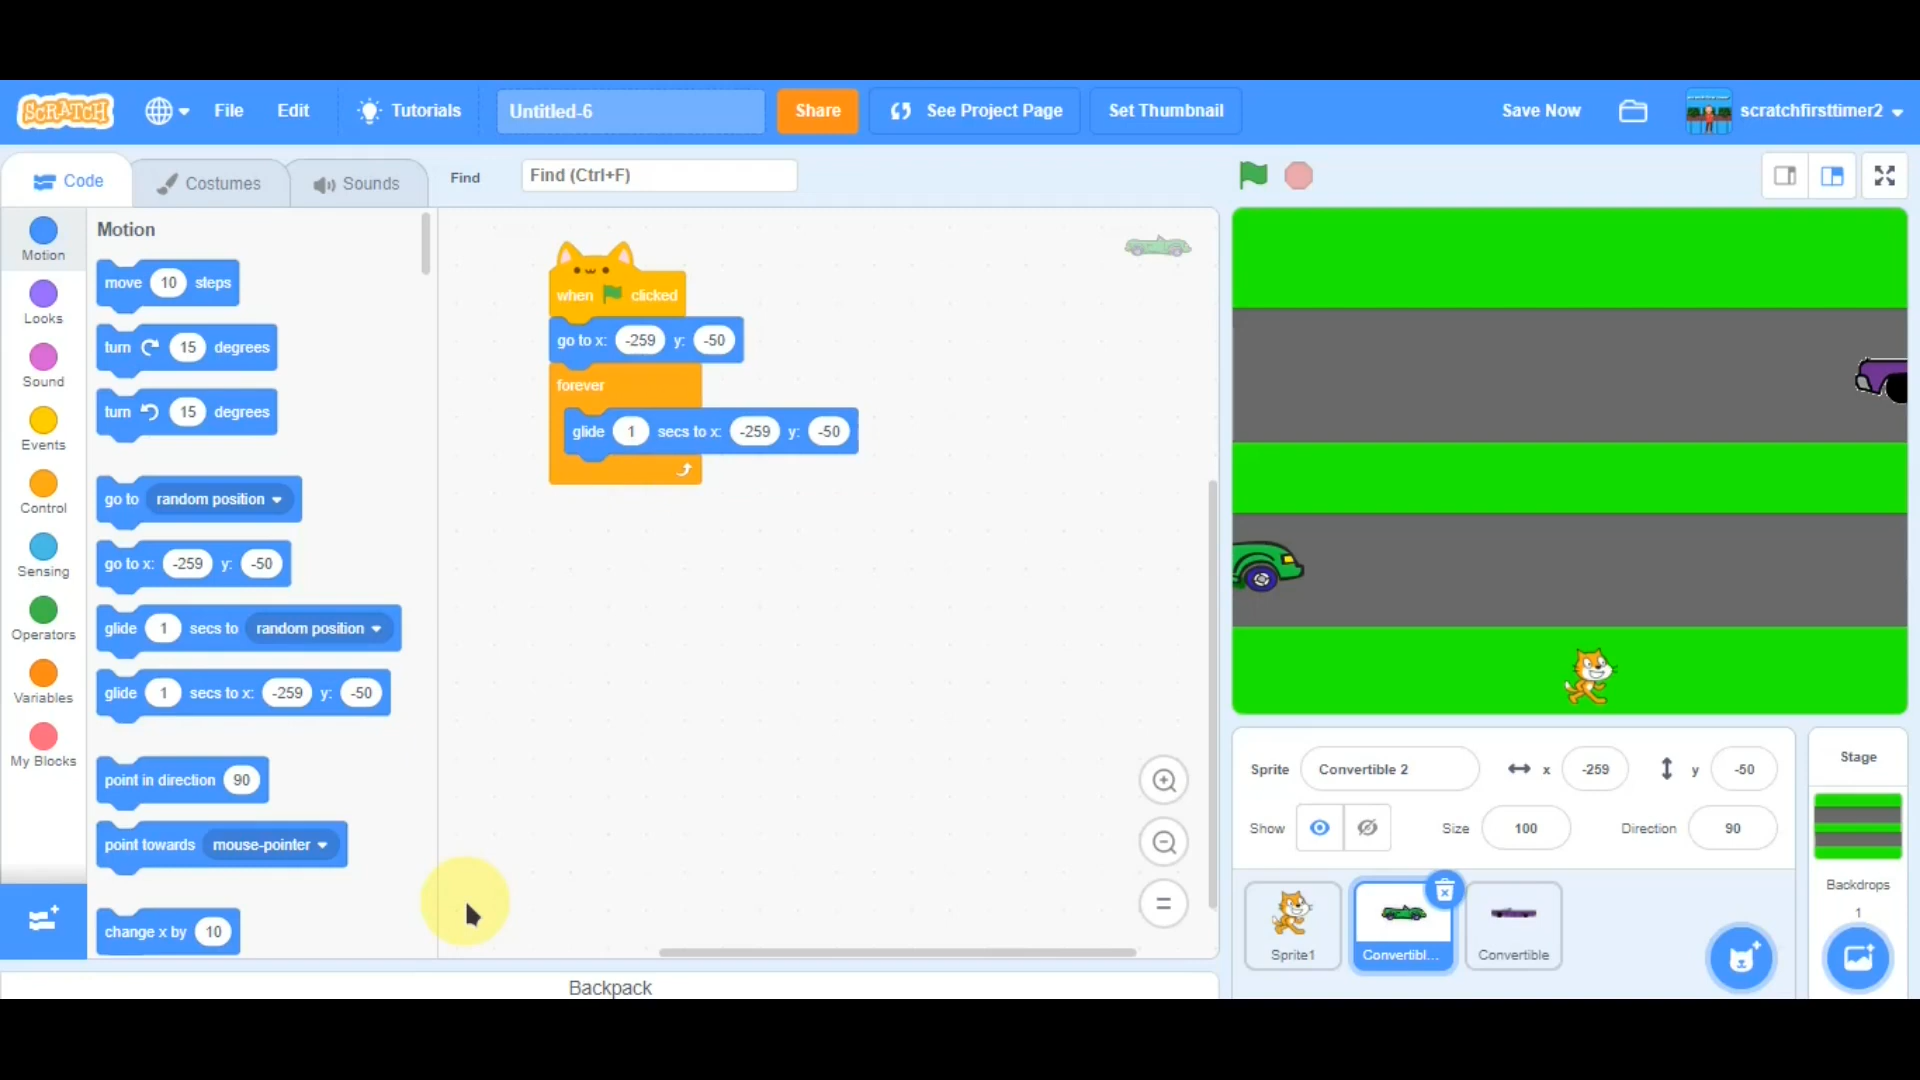 SCRATCH File Edit Tutorials Untitled-6 Share See Project Page Set Thumbnail Save Now scratchfirsttimer2
Code Costumes Sounds Find Find (Ctrl+F)
Motion
Looks
Sound
Events
Control
Sensing
Operators
Variables
My Blocks
Motion
move 10 steps
turn 15 degrees
turn 15 degrees
go to random position
go to x: -259 y: -50
glide 1 secs to random position
glide 1 secs to x: -259 y: -50
point in direction 90
point towards mouse-pointer
change x by 10
when clicked
go to x: -259 y: -50
forever
glide 1 secs to x: -259 y: -50
Backpack
Sprite Convertible 2 x -259 y -50
Show Size 100 Direction 90
Sprite1 Convertibl... Convertible
Stage
Backdrops
1